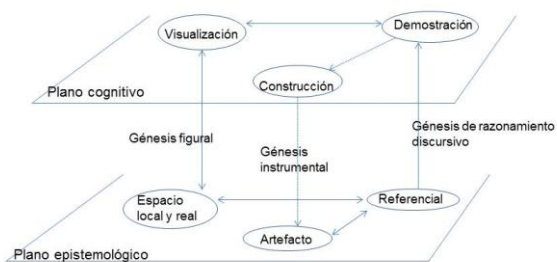 Visualización
Demostración
Construcción
Plano cognitivo
Génesis figural
Génesis
instrumental
Génesis de razonamiento
discursivo
Espacio
local y real
Referencial
Artefacto
Plano epistemológico